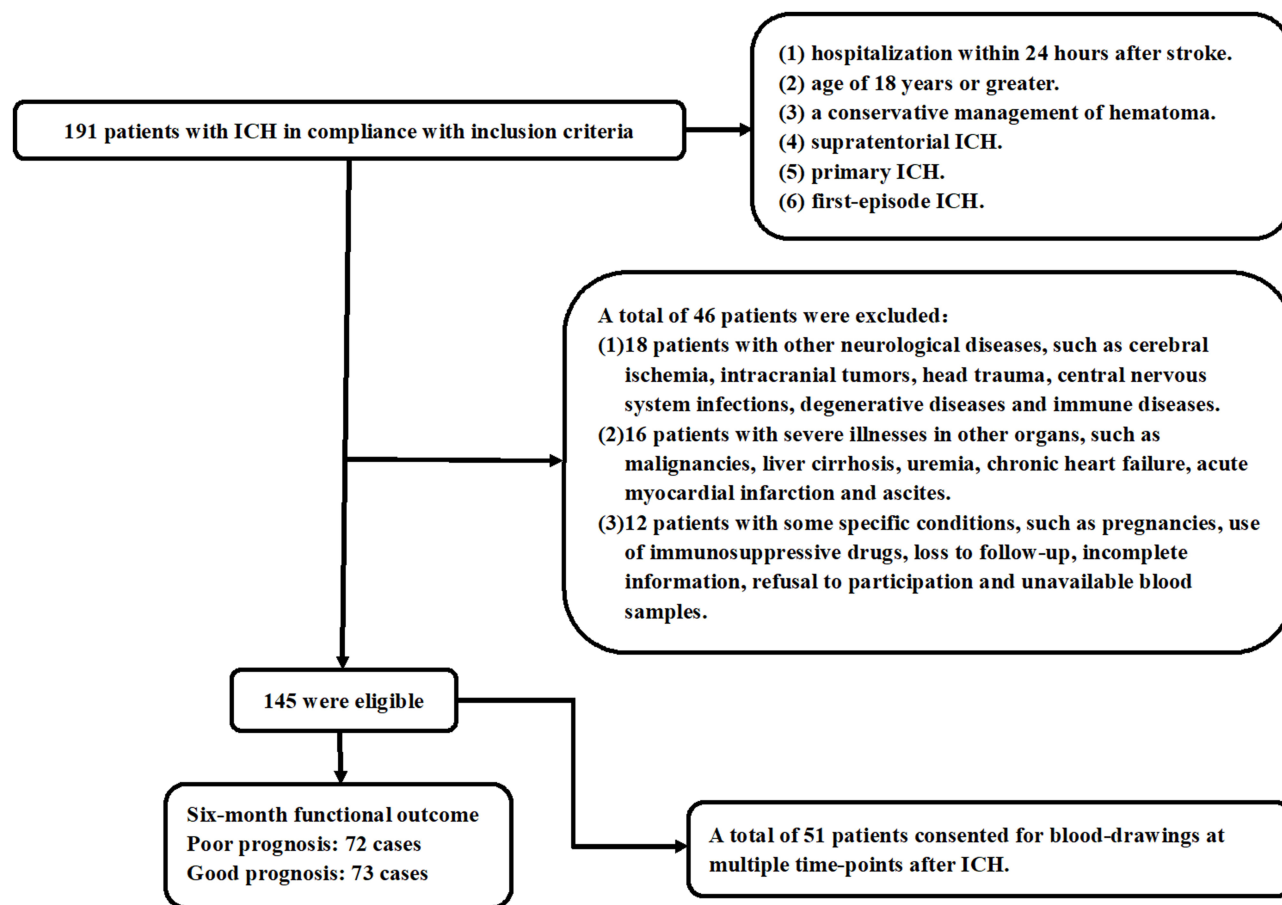 191 patients with ICH in compliance with inclusion criteria
(1) hospitalization within 24 hours after stroke.
(2) age of 18 years or greater.
(3) a conservative management of hematoma.
(4) supratentorial ICH.
(5) primary ICH.
(6) first-episode ICH.
A total of 46 patients were excluded：
(1)18 patients with other neurological diseases, such as cerebral
ischemia, intracranial tumors, head trauma, central nervous
system infections, degenerative diseases and immune diseases.
(2)16 patients with severe illnesses in other organs, such as
malignancies, liver cirrhosis, uremia, chronic heart failure, acute
myocardial infarction and ascites.
(3)12 patients with some specific conditions, such as pregnancies, use
of immunosuppressive drugs, loss to follow-up, incomplete
information, refusal to participation and unavailable blood
samples.
145 were eligible
Six-month functional outcome
Poor prognosis: 72 cases
Good prognosis: 73 cases
A total of 51 patients consented for blood-drawings at
multiple time-points after ICH.